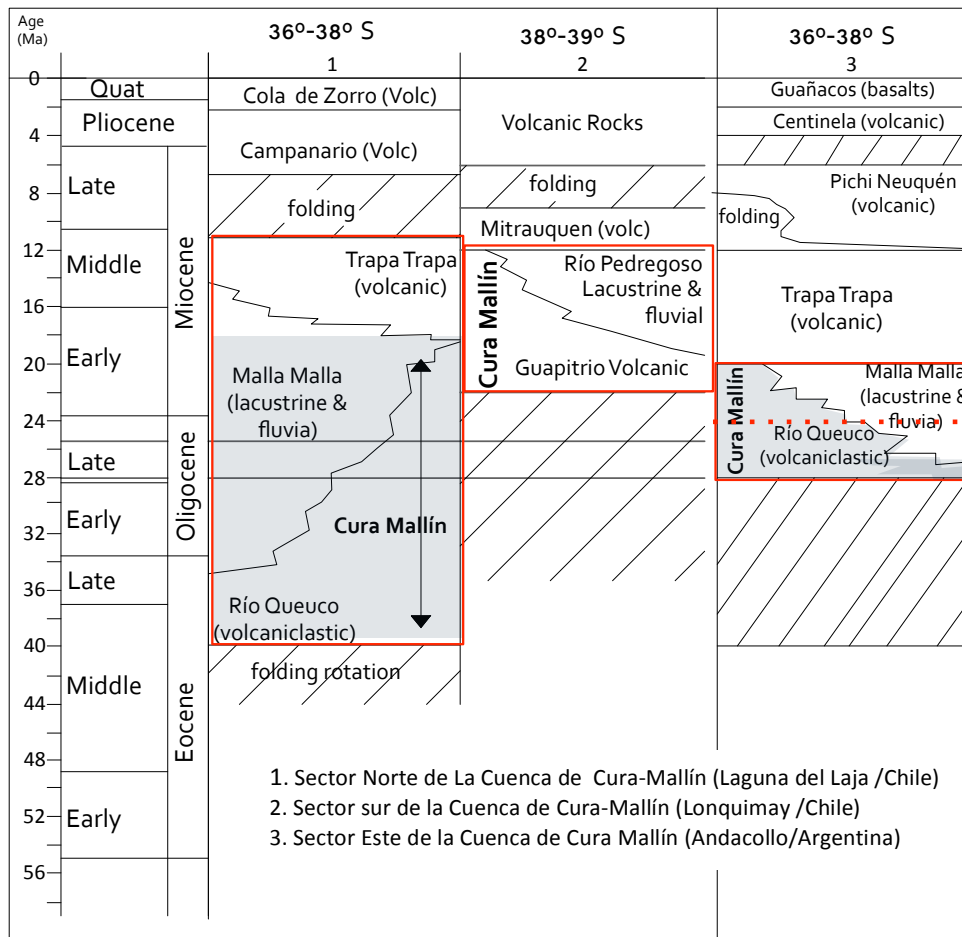 Age
(Ma)
36º-38º S
38º-39º S
36º-38º S
1
2
3
0
4
8
12
16
20
24
28
32
36
40
44
48
52
56
Quat
Pliocene
Late
Middle
Early
Late
Early
Late
Middle
Early
Miocene
Oligocene
Eocene
Cola de Zorro (Volc)
Campanario (Volc)
folding
Trapa Trapa
(volcanic)
Malla Malla
(lacustrine &
fluvia)
Cura Mallín
Río Queuco
(volcaniclastic)
folding rotation
Volcanic Rocks
folding
Mitrauquen (volc)
Cura Mallín
Río Pedregoso
Lacustrine &
fluvial
Guapitrio Volcanic
Guañacos (basalts)
Centinela (volcanic)
Pichi Neuquén
(volcanic)
folding
Trapa Trapa
(volcanic)
Cura Mallín
Malla Malla
(lacustrine &
fluvia)
Río Queuco
(volcaniclastic)
1. Sector Norte de La Cuenca de Cura-Mallín (Laguna del Laja /Chile)
2. Sector sur de la Cuenca de Cura-Mallín (Lonquimay /Chile)
3. Sector Este de la Cuenca de Cura Mallín (Andacollo/Argentina)